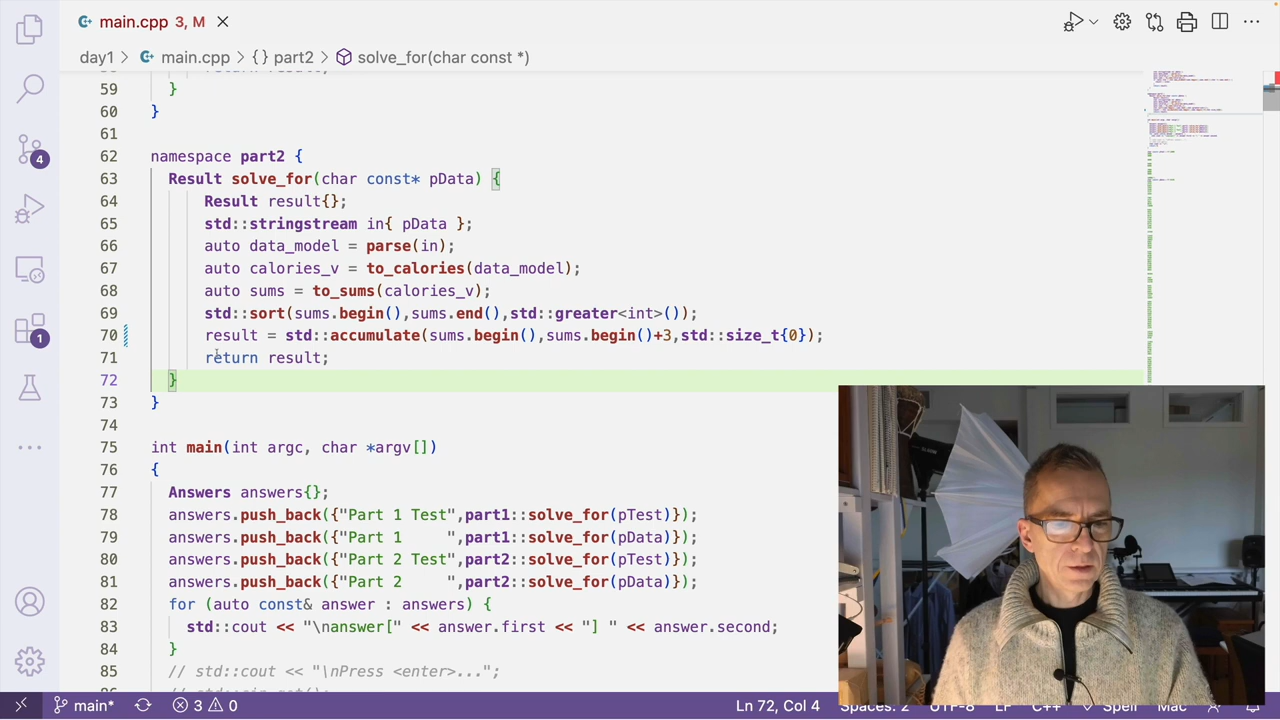 main.cpp 3, M
day1 > main.cpp > {} part2 > solve_for(char const *)
59 }
60 }
61
62 namespace part2 {
63 Result solve_for(char const* pData) {
64 Result result{};
65 std::stringstream in{ pData };
66 auto data_model = parse(in);
67 auto calories_v = to_calories(data_model);
68 auto sums = to_sums(calories_v);
69 std::sort(sums.begin(),sums.end(),std::greater<int>());
70 result = std::accumulate(sums.begin(),sums.begin()+3,std::size_t{0});
71 return result;
72 }
73 }
74
75 int main(int argc, char *argv[])
76 {
77 Answers answers{};
78 answers.push_back({"Part 1 Test",part1::solve_for(pTest)});
79 answers.push_back({"Part 1     ",part1::solve_for(pData)});
80 answers.push_back({"Part 2 Test",part2::solve_for(pTest)});
81 answers.push_back({"Part 2     ",part2::solve_for(pData)});
82 for (auto const& answer : answers) {
83 std::cout << "\nanswer[" << answer.first << "] " << answer.second;
84 }
85 // std::cout << "\nPress <enter>...";
4
1
main* 3 0 Ln 72, Col 4 Spaces: 2 UTF-8 LF C++ Spell Mac